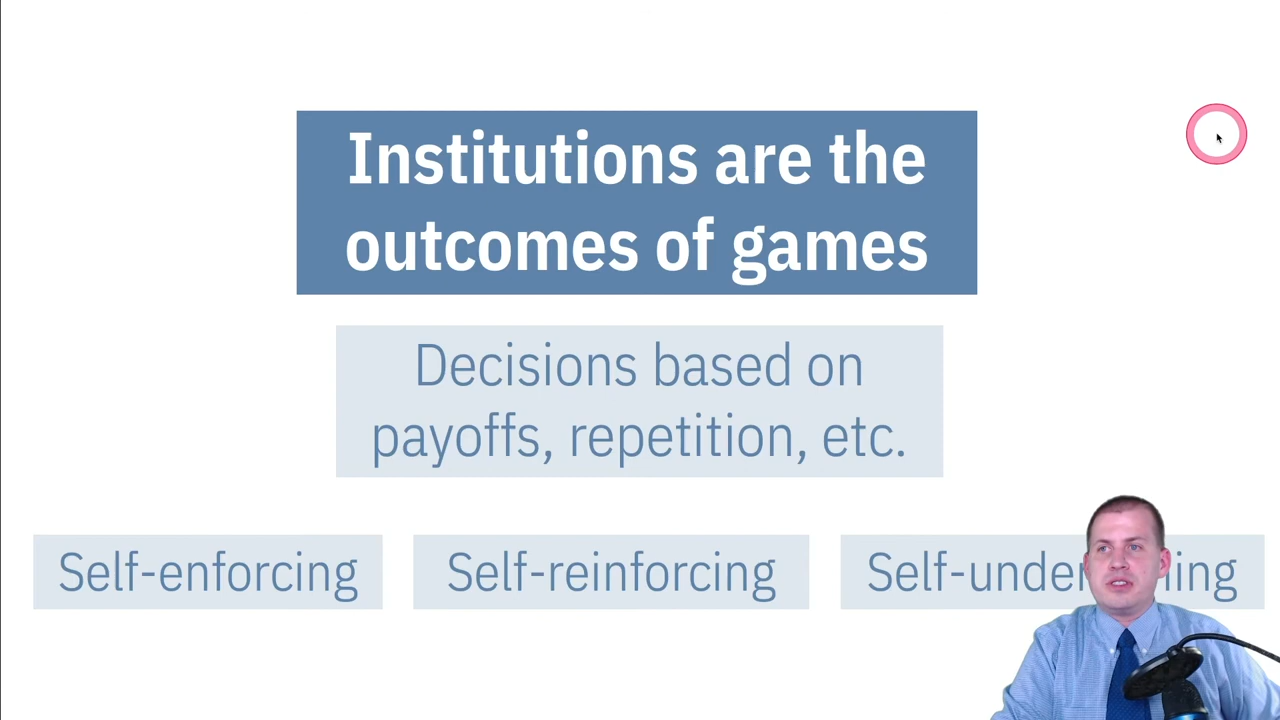 Institutions are the
outcomes of games
Decisions based on
payoffs, repetition, etc.
Self-enforcing
Self-reinforcing